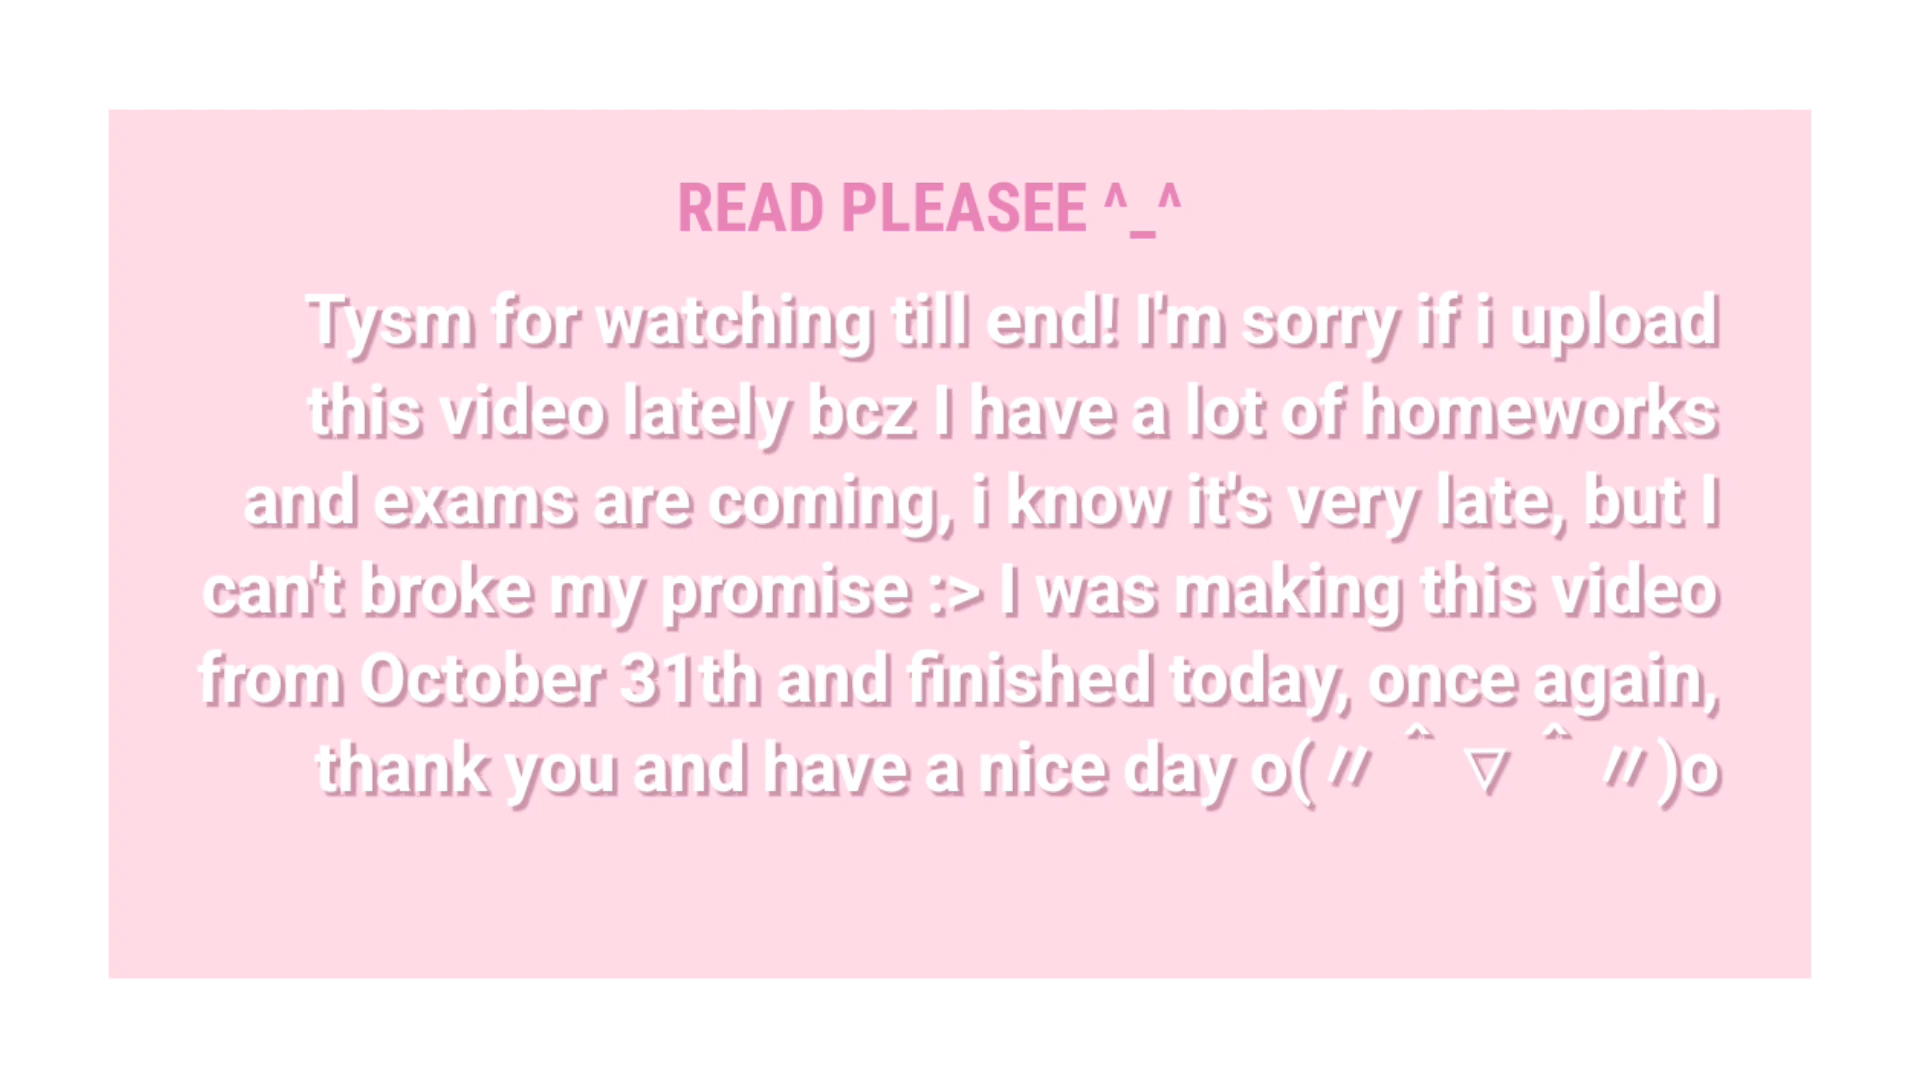 READ PLEASEE ^_^
Tysm for watching till end! I'm sorry if i upload
this video lately bcz I have a lot of homeworks
and exams are coming, i know it's very late, but I
can't broke my promise :> I was making this video
from October 31th and finished today, once again,
thank you and have a nice day o(〃＾▽＾〃)o